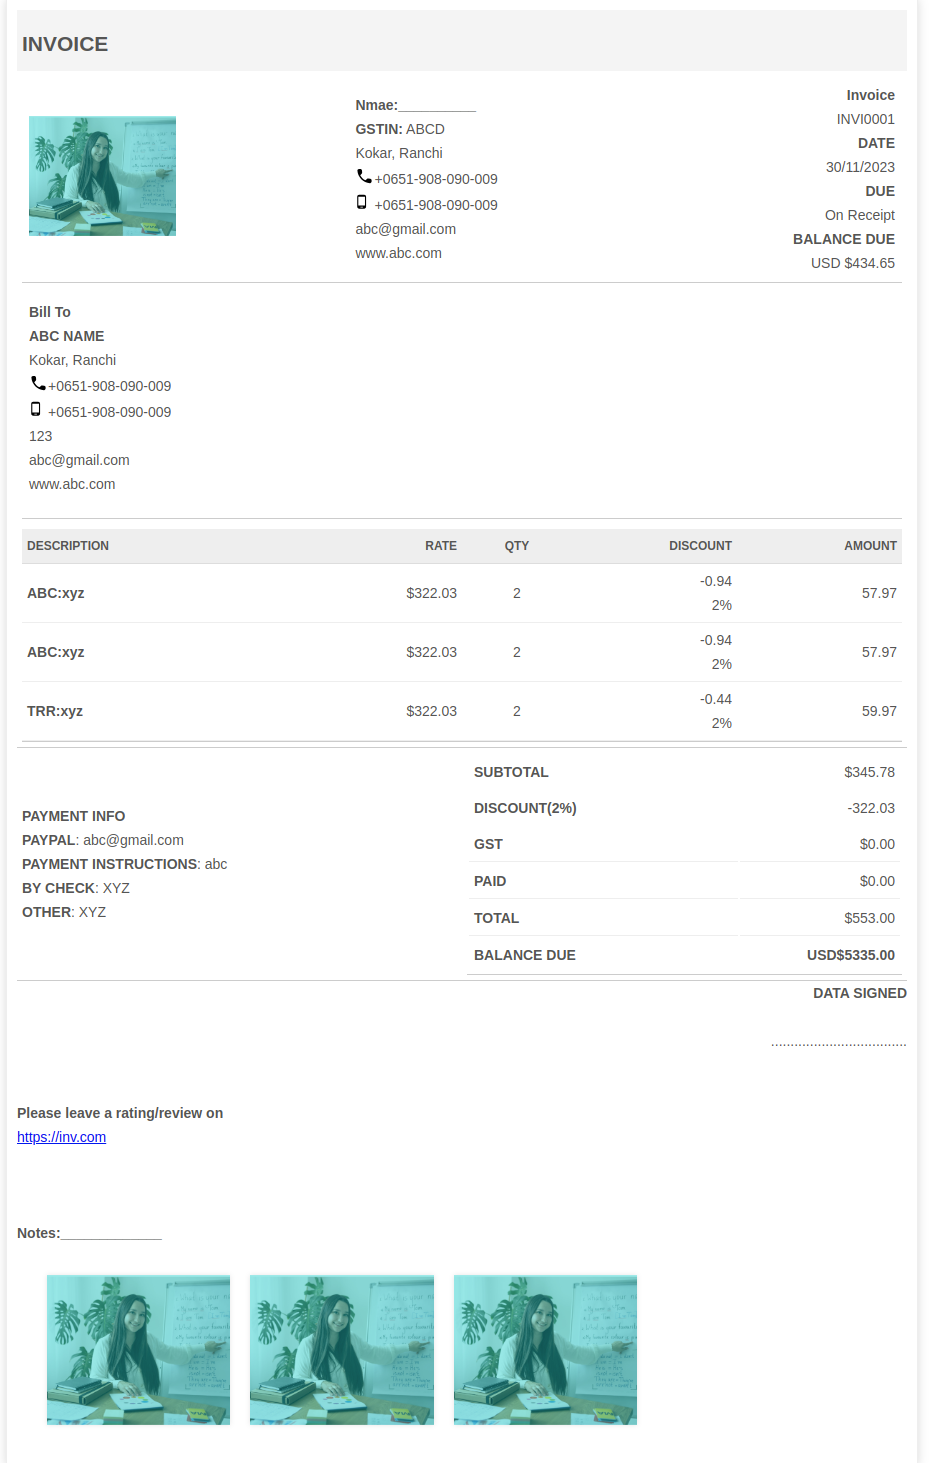 INVOICE
Nmae:__________
GSTIN: ABCD
Kokar, Ranchi
+0651-908-090-009
+0651-908-090-009
abc@gmail.com
www.abc.com
Invoice
INVI0001
DATE
30/11/2023
DUE
On Receipt
BALANCE DUE
USD $434.65
Bill To
ABC NAME
Kokar, Ranchi
+0651-908-090-009
+0651-908-090-009
123
abc@gmail.com
www.abc.com
DESCRIPTION RATE QTY DISCOUNT AMOUNT
ABC:xyz $322.03 2 -0.94 2% 57.97
ABC:xyz $322.03 2 -0.94 2% 57.97
TRR:xyz $322.03 2 -0.44 2% 59.97
PAYMENT INFO
PAYPAL: abc@gmail.com
PAYMENT INSTRUCTIONS: abc
BY CHECK: XYZ
OTHER: XYZ
SUBTOTAL $345.78
DISCOUNT(2%) -322.03
GST $0.00
PAID $0.00
TOTAL $553.00
BALANCE DUE USD$5335.00
DATA SIGNED
...................................
Please leave a rating/review on
https://inv.com
Notes:_____________